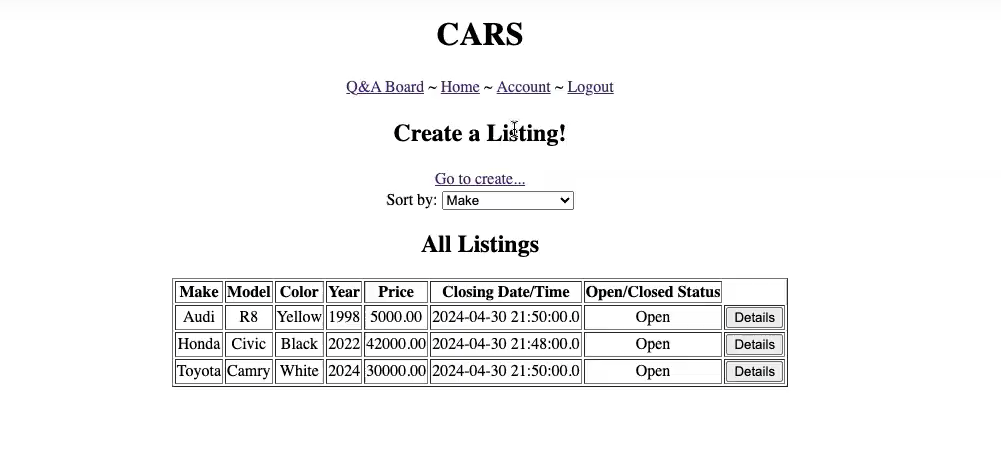 CARS
Q&A Board ~ Home ~ Account ~ Logout
Create a Listing!
Go to create...
Sort by: Make
All Listings
Make Model Color Year Price Closing Date/Time Open/Closed Status
Audi R8 Yellow 1998 5000.00 2024-04-30 21:50:00.0 Open Details
Honda Civic Black 2022 42000.00 2024-04-30 21:48:00.0 Open Details
Toyota Camry White 2024 30000.00 2024-04-30 21:50:00.0 Open Details